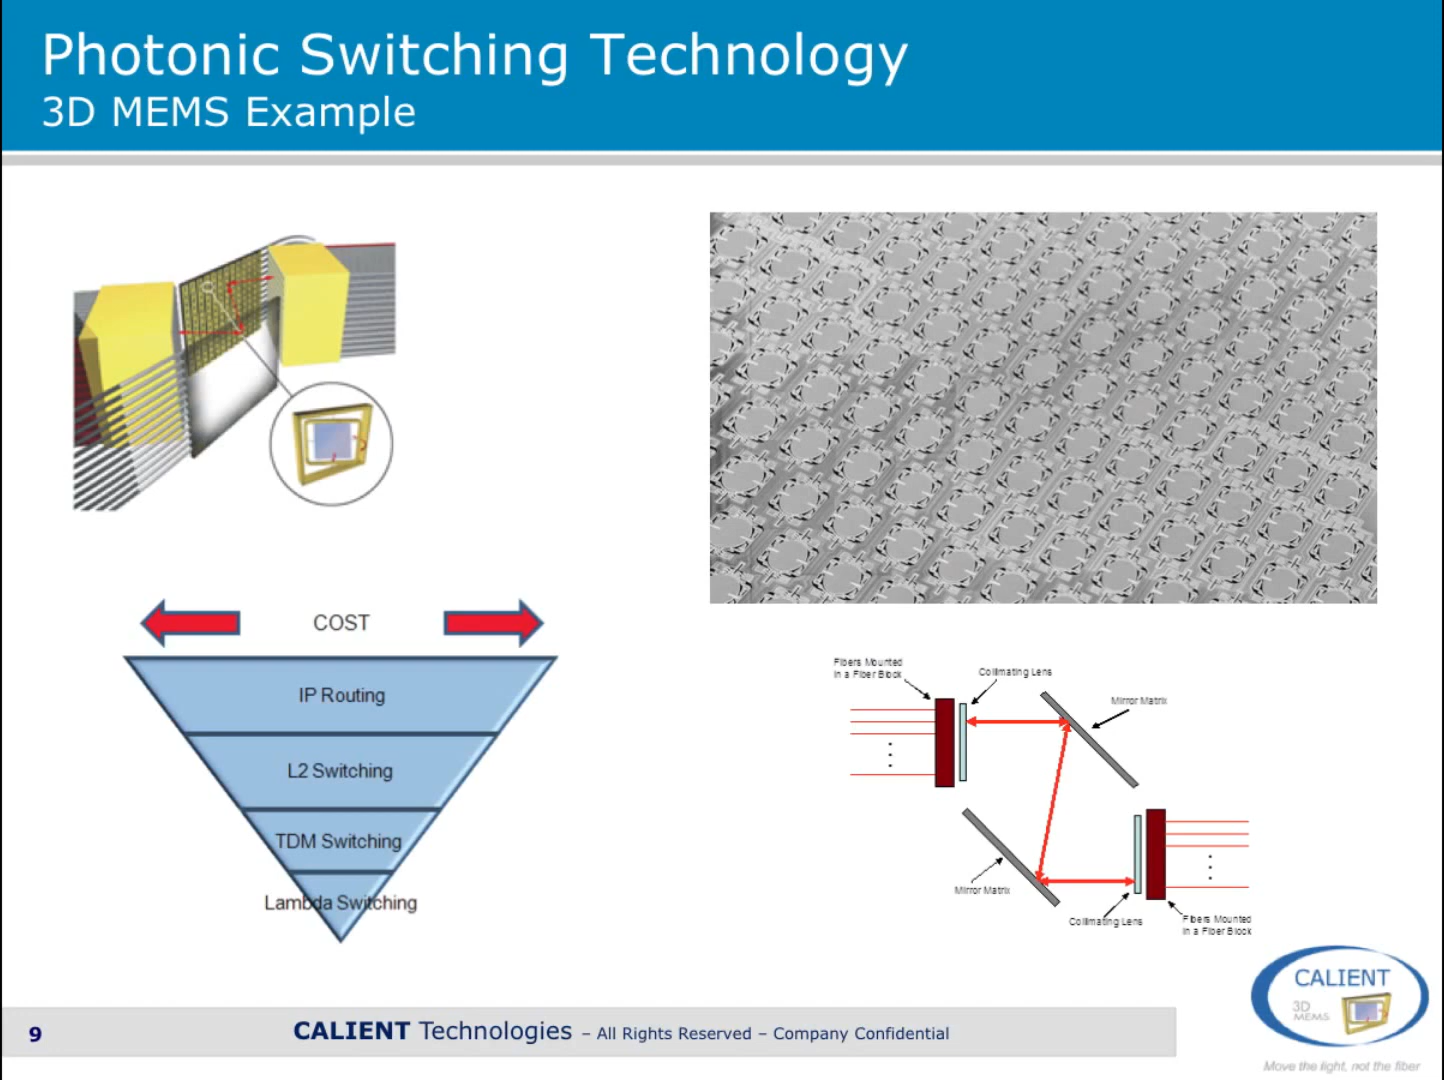 Photonic Switching Technology
3D MEMS Example
COST
IP Routing
L2 Switching
TDM Switching
Lambda Switching
Fibers Mounted
in a Fiber Block
Collimating Lens
Mirror Matrix
Mirror Matrix
Collimating Lens
Fibers Mounted
in a Fiber Block
CALIENT
3D
MEMS
Move the light, not the fiber
9
CALIENT Technologies – All Rights Reserved – Company Confidential